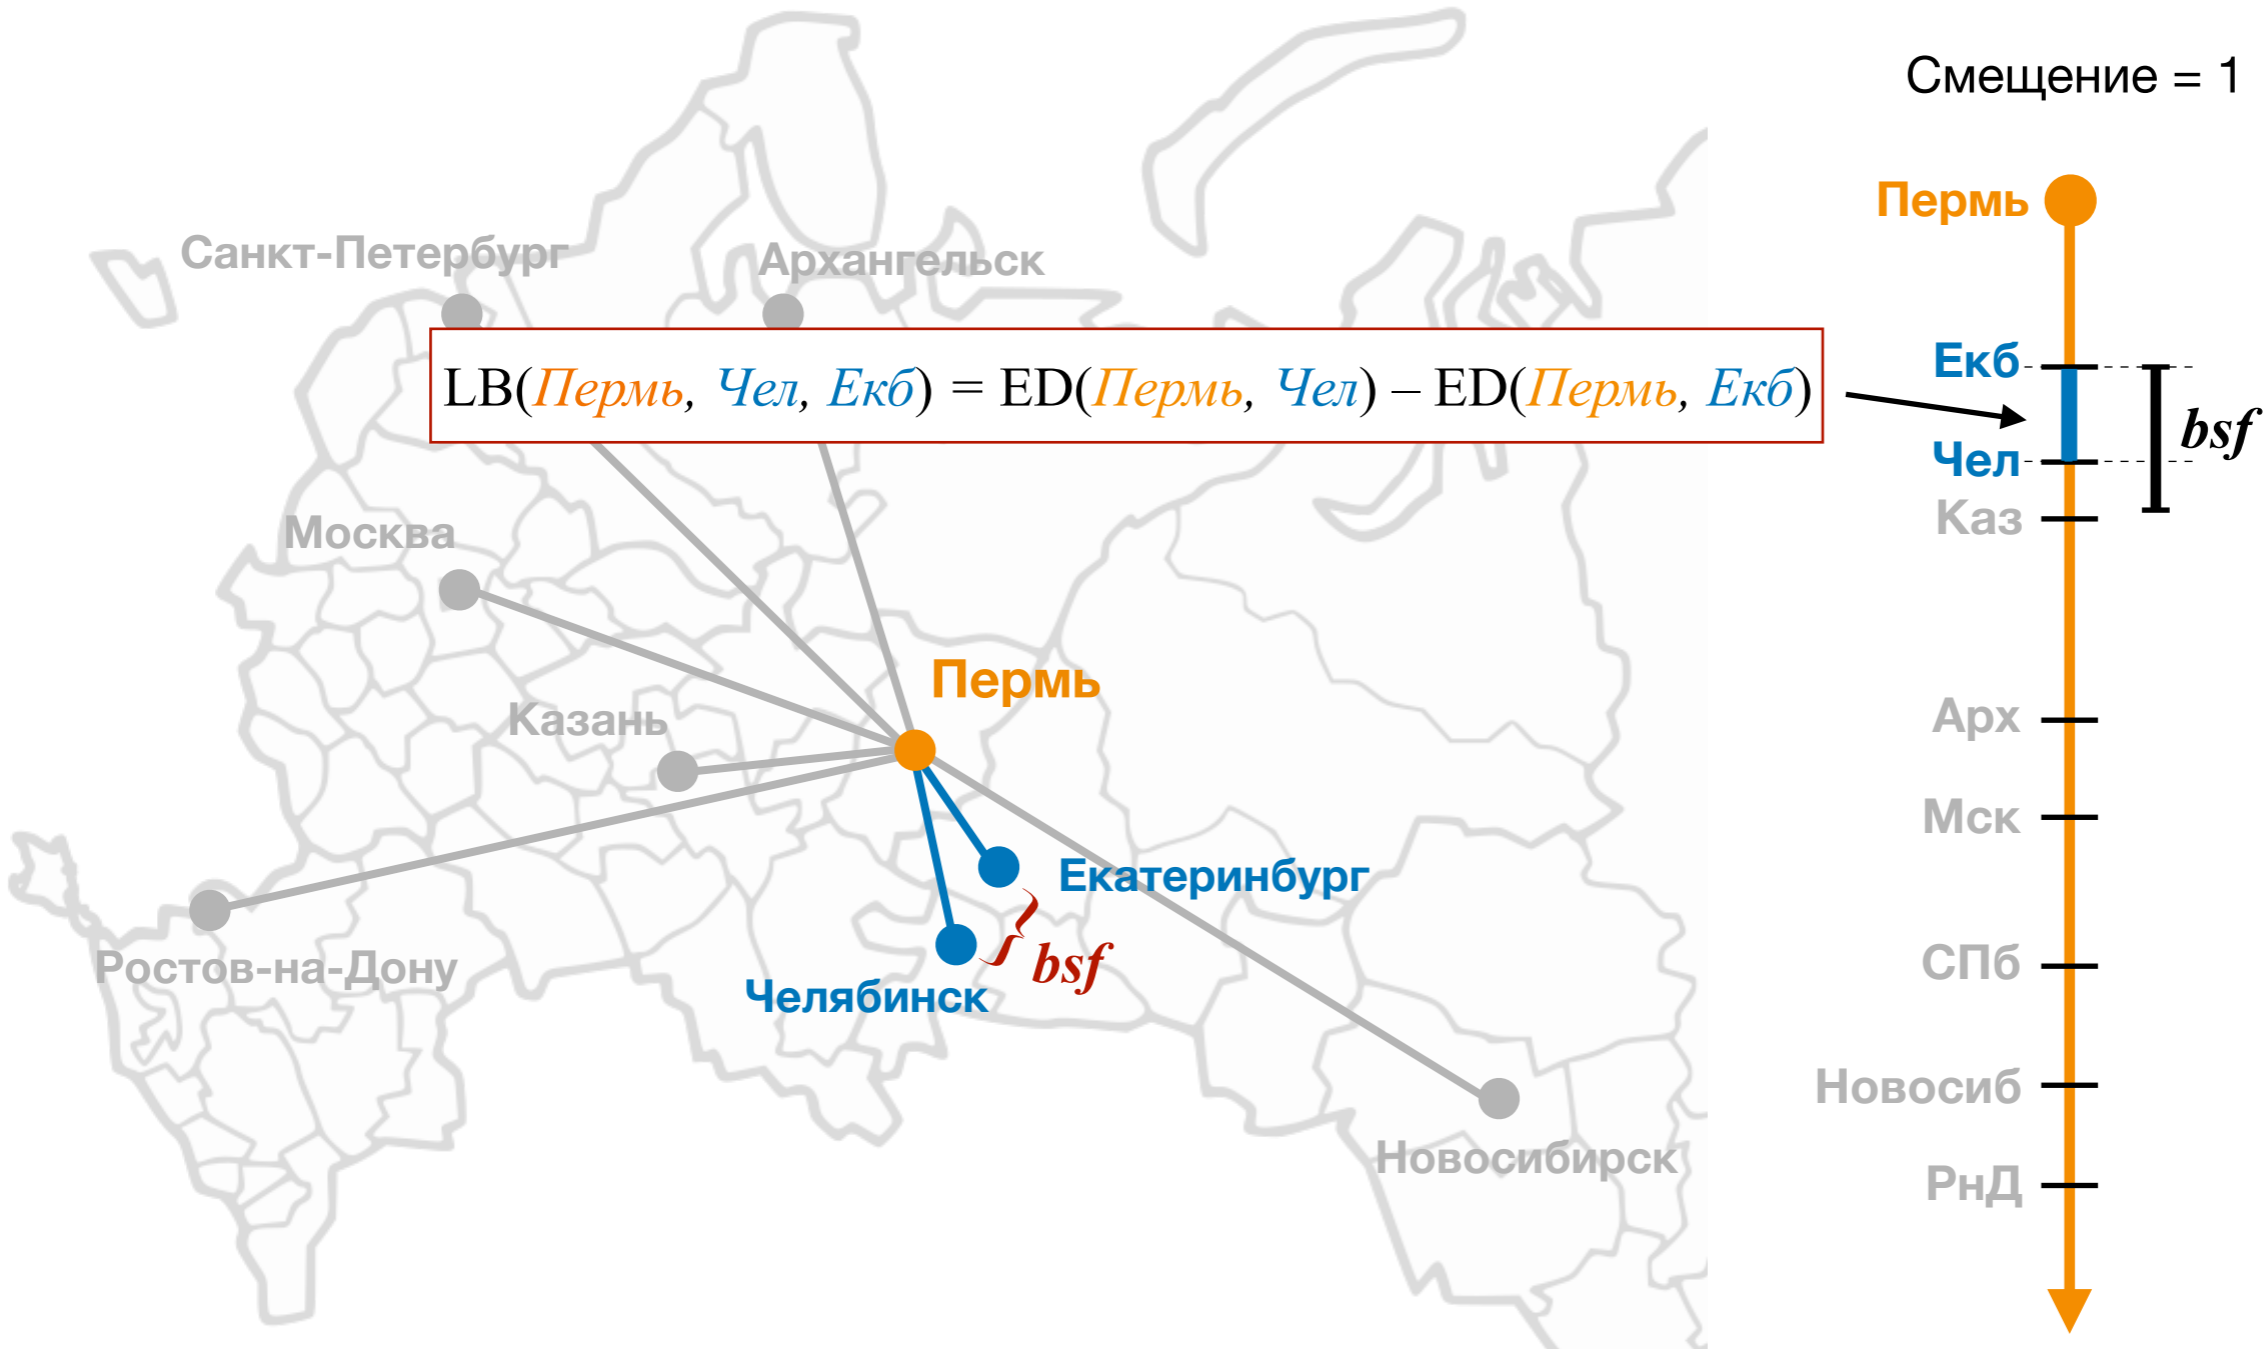 Смещение = 1
Пермь
Санкт-Петербург
Архангельск
LB(Пермь, Чел, Екб) = ED(Пермь, Чел) – ED(Пермь, Екб)
Екб
bsf
Чел
Каз
Москва
Пермь
Казань
Арх
Мск
Екатеринбург
bsf
Ростов-на-Дону
Челябинск
СПб
Новосиб
Новосибирск
РнД